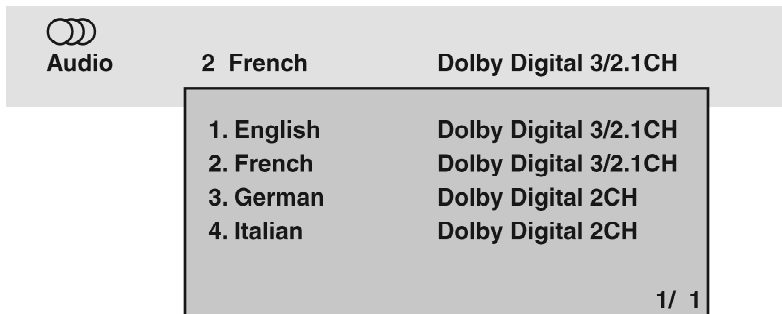 Audio 2 French Dolby Digital 3/2.1CH
1. English Dolby Digital 3/2.1CH
2. French Dolby Digital 3/2.1CH
3. German Dolby Digital 2CH
4. Italian Dolby Digital 2CH
1/ 1